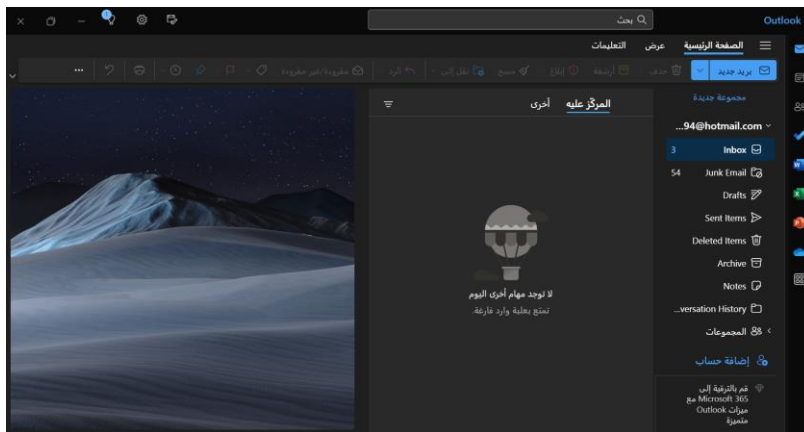 Outlook
بحث
الصفحة الرئيسية
عرض
التعليمات
بريد جديد
حذف
أرشفة
إبلاغ
مسح
نقل إلى
الرد
مقروءة/غير مقروءة
مجموعة جديدة
...94@hotmail.com
Inbox 3
Junk Email 54
Drafts
Sent Items
Deleted Items
Archive
Notes
...versation History
المجموعات
إضافة حساب
قم بالترقية إلى
Microsoft 365 مع
ميزات Outlook
متميزة
المركّز عليه
أخرى
لا توجد مهام أخرى اليوم
تمتع بعلبة وارد فارغة.